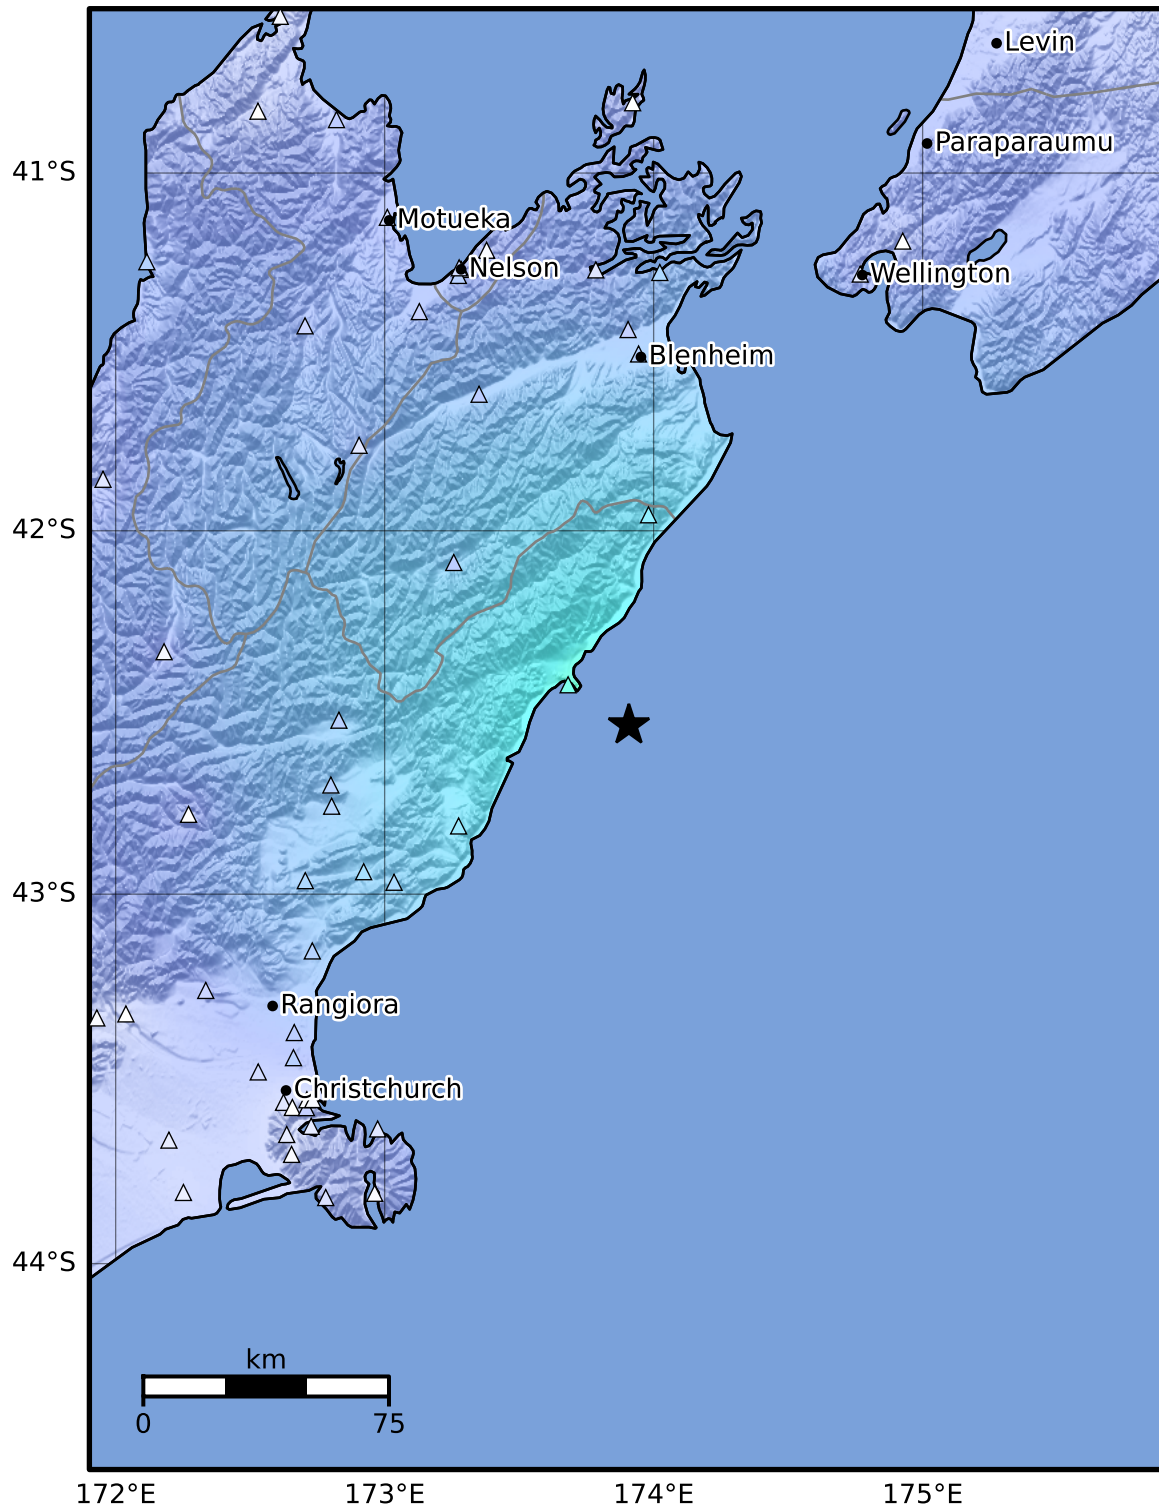 Levin
Paraparaumu
41°S
Motueka
Nelson
Wellington
Blenheim
42°S
43°S
Rangiora
Christchurch
44°S
km
0 75
172°E 173°E 174°E 175°E